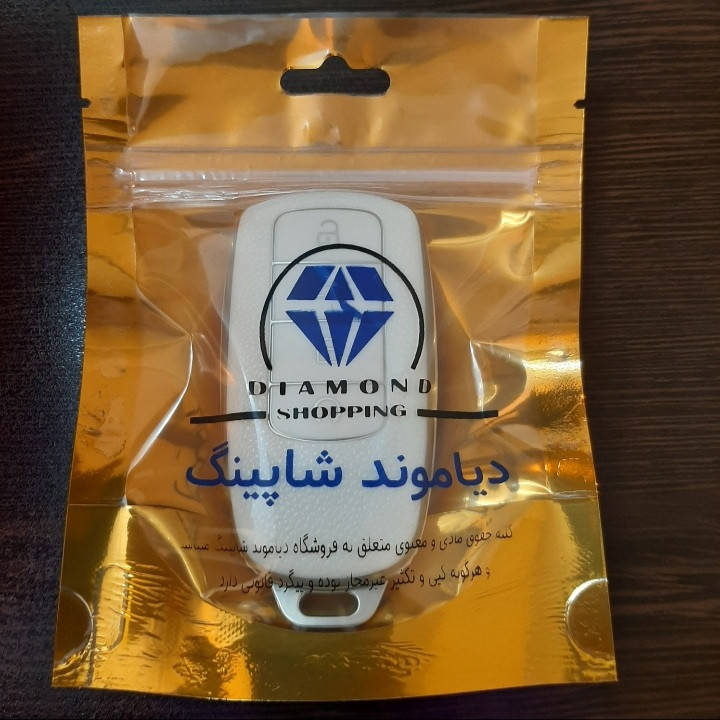 DIAMOND
SHOPPING
دیاموند شاپینگ
کلیه حقوق مادی و معنوی متعلق به فروشگاه دیاموند شاپینگ میباشد
و هرگونه کپی و تکثیر غیرمجاز بوده و پیگرد قانونی دارد